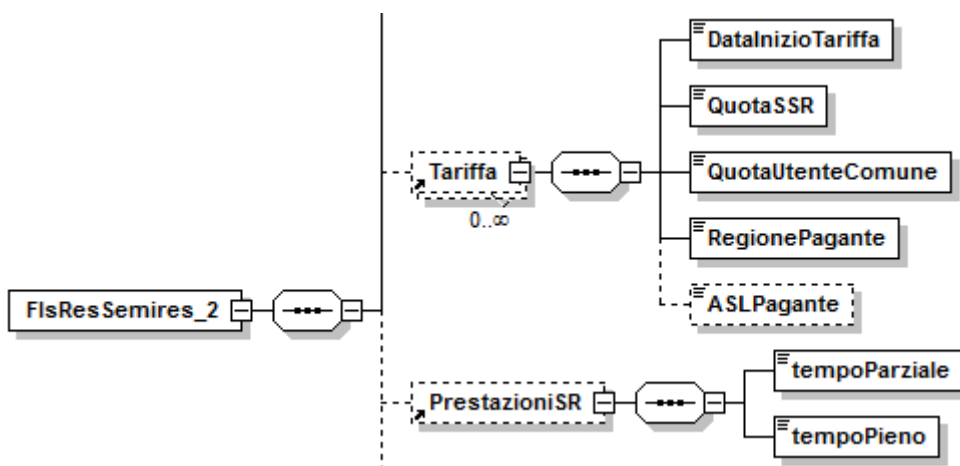 DataInizioTariffa
QuotaSSR
Tariffa
QuotaUtenteComune
0..∞
RegionePagante
FlsResSemires_2
ASLPagante
tempoParziale
PrestazioniSR
tempoPieno